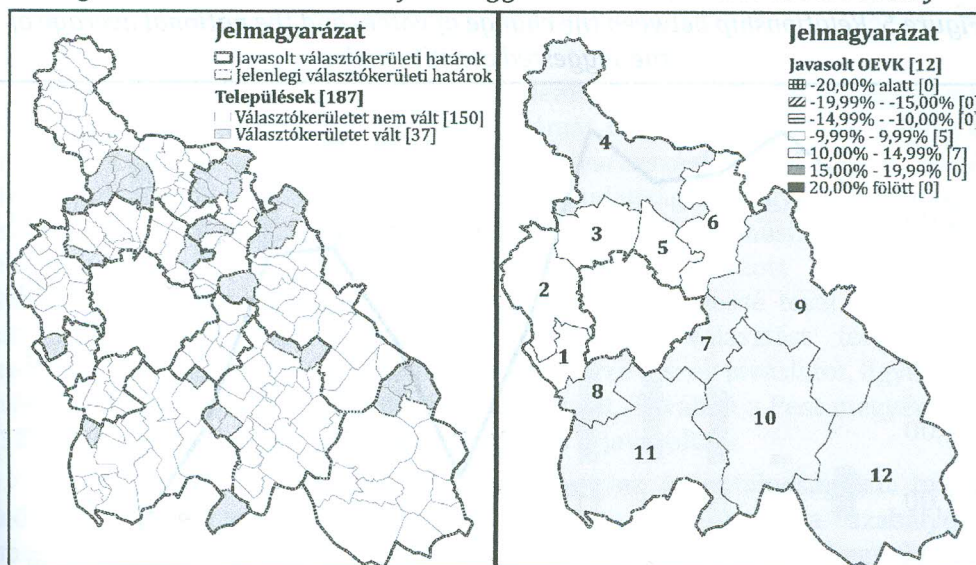 Jelmagyarázat
Javasolt választókerületi határok
Jelenlegi választókerületi határok
Települések [187]
Választókerületet nem vált [150]
Választókerületet vált [37]
Jelmagyarázat
Javasolt OEVK [12]
-20,00% alatt [0]
-19,99% - -15,00% [0]
-14,99% - -10,00% [0]
-9,99% - 9,99% [5]
10,00% - 14,99% [7]
15,00% - 19,99% [0]
20,00% fölött [0]
4
6
3
5
2
9
7
1
8
10
11
12